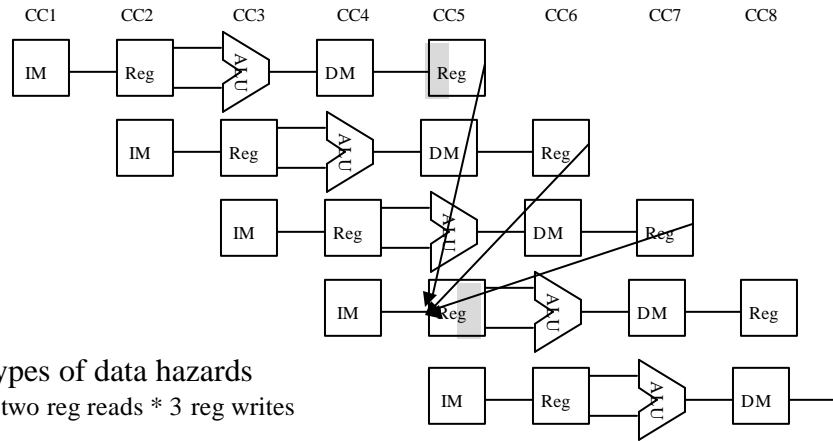 CC1 CC2 CC3 CC4 CC5 CC6 CC7 CC8
IM Reg ALU DM Reg
IM Reg ALU DM Reg
IM Reg ALU DM Reg
IM Reg ALU DM Reg
ypes of data hazards
IM Reg ALU DM
two reg reads * 3 reg writes